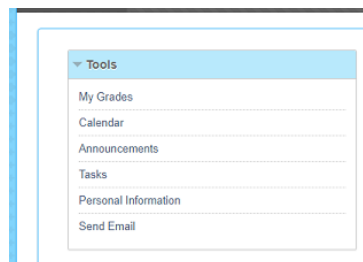 Tools
My Grades
Calendar
Announcements
Tasks
Personal Information
Send Email